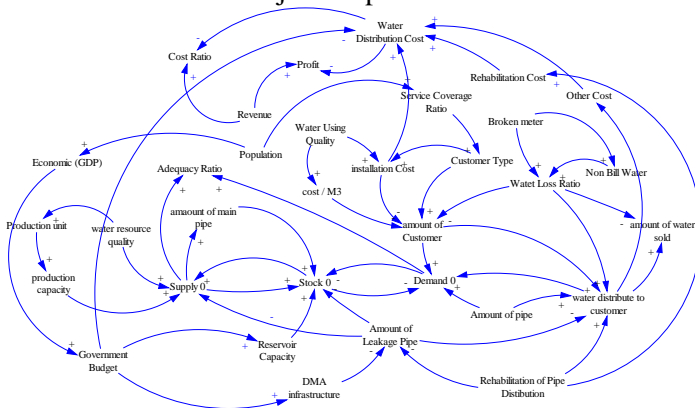 Water
Distribution Cost
Cost Ratio
Profit
Rehabilitation Cost
Other Cost
Service Coverage
Ratio
Revenue
Water Using
Quality
Broken meter
Economic (GDP)
Population
Adequacy Ratio
installation Cost
Customer Type
Watet Loss Ratio
Non Bill Water
cost / M3
Production unit
water resource
quality
amaount of main
pipe
amount of
Customer
amount of water
sold
production
capacity
Supply 0
Stock 0
Demand 0
water distribute to
customer
Amount of pipe
Government
Budget
Reservoir
Capacity
Amount of
Leakage Pipe
DMA
infrastructure
Rehabilitation of Pipe
Distibution